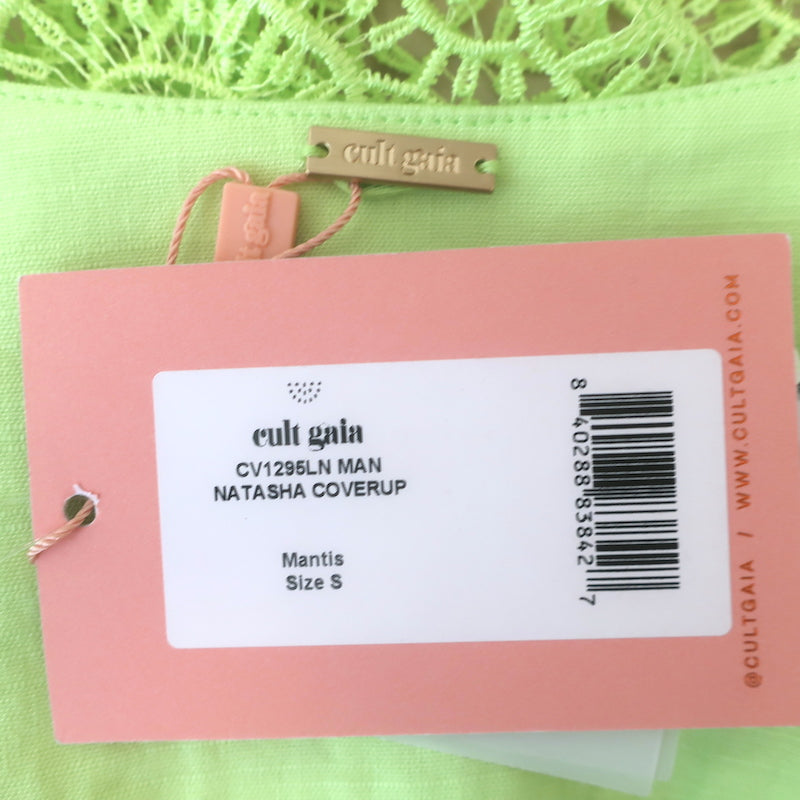 cult gaia
lt gaia
cult gaia
CV1295LN MAN
NATASHA COVERUP
Mantis
Size S
8 40288 83842 7
@CULTGAIA / WWW.CULTGAIA.COM